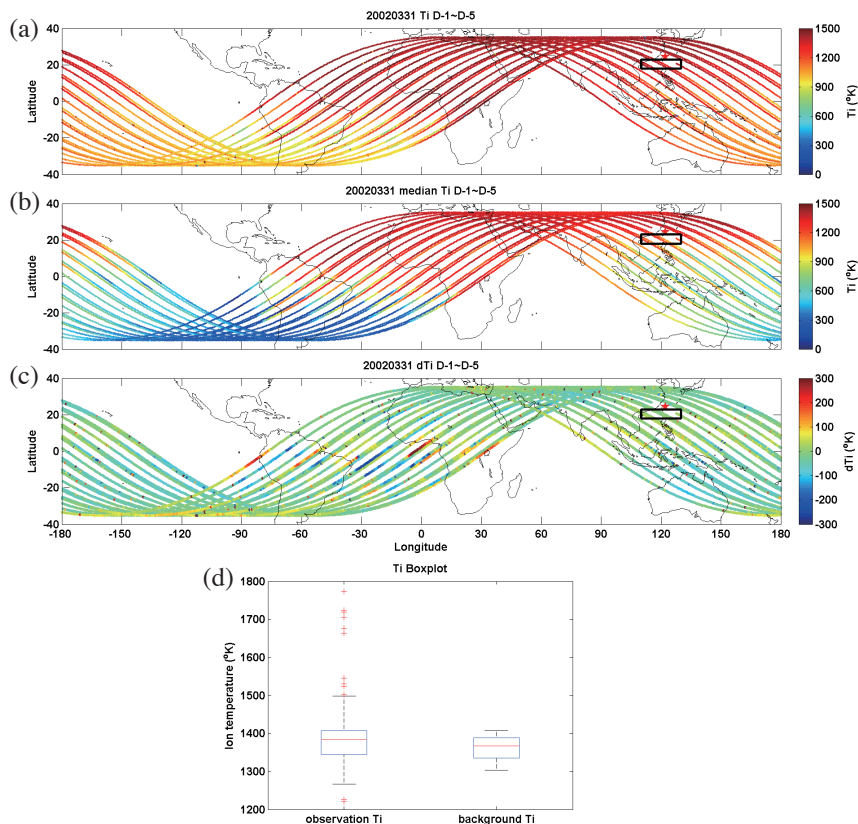 (a)
20020331 Ti D-1~D-5
40
20
0
-20
-40
Latitude
1500
1200
900
600
300
0
Ti (°K)
(b)
20020331 median Ti D-1~D-5
40
20
0
-20
-40
Latitude
1500
1200
900
600
300
0
Ti (°K)
(c)
20020331 dTi D-1~D-5
40
20
0
-20
-40
Latitude
-180 -150 -120 -90 -60 -30 0 30 60 90 120 150 180
Longitude
300
200
100
0
-100
-200
-300
dTi (°K)
(d)
Ti Boxplot
1800
1700
1600
1500
1400
1300
1200
Ion temperature (°K)
observation Ti background Ti